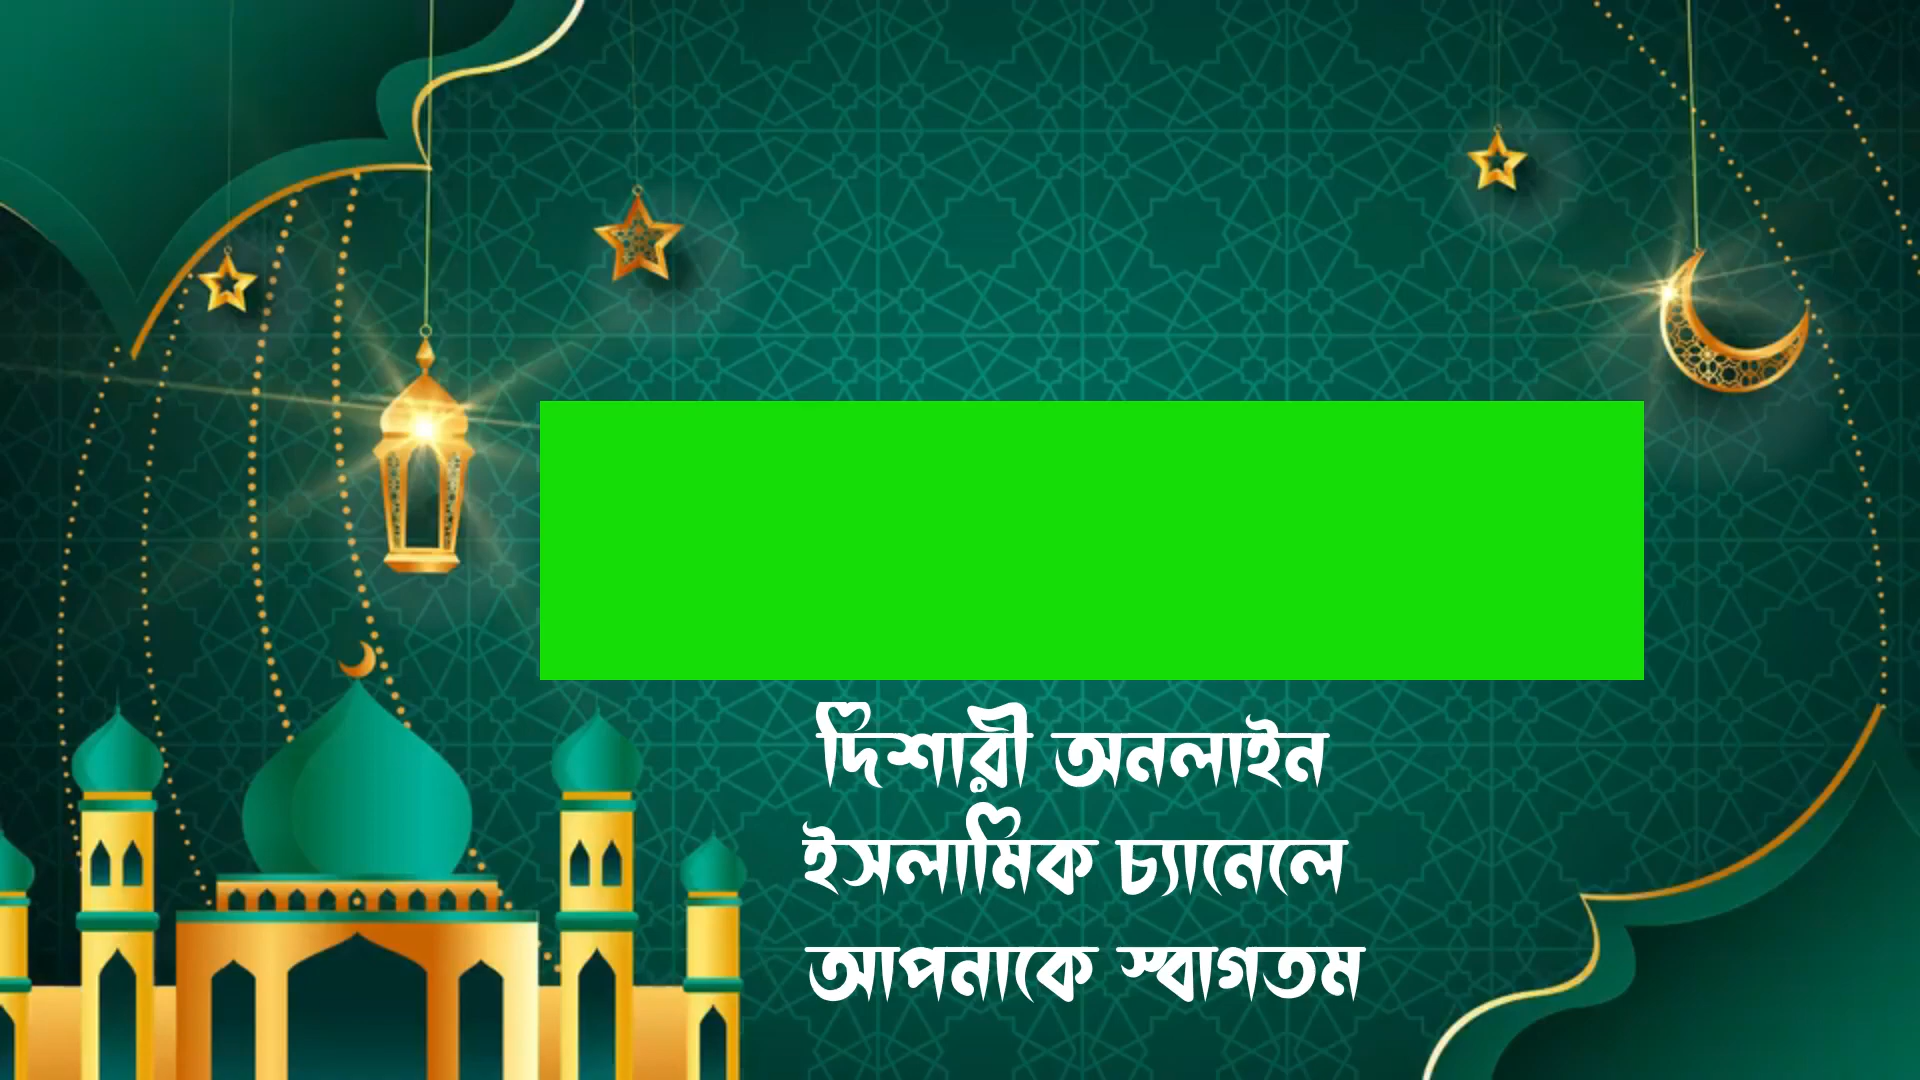 দিশারী অনলাইন
ইসলামিক চ্যানেলে
আপনাকে স্বাগতম